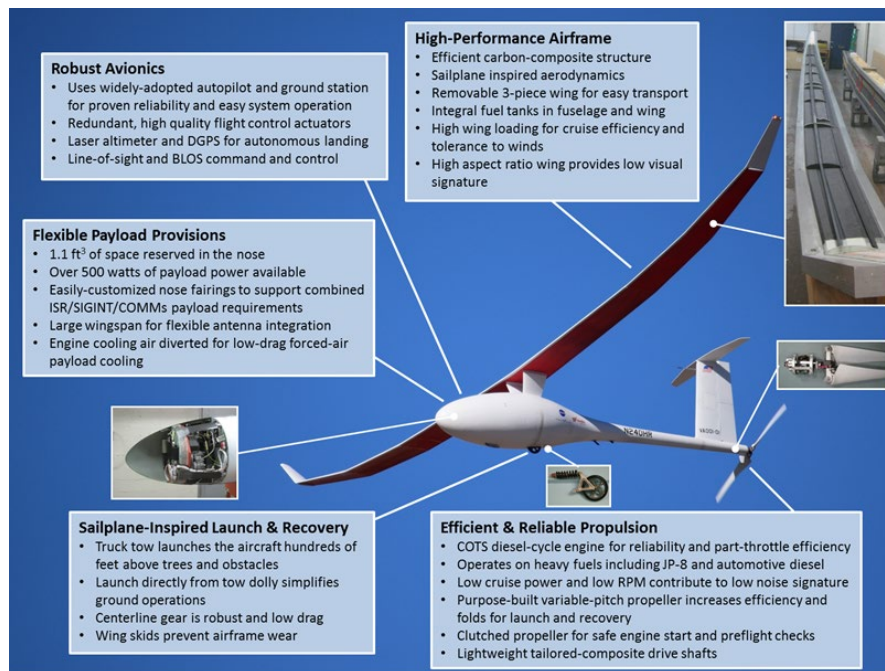 Robust Avionics
• Uses widely-adopted autopilot and ground station
for proven reliability and easy system operation
• Redundant, high quality flight control actuators
• Laser altimeter and DGPS for autonomous landing
• Line-of-sight and BLOS command and control
High-Performance Airframe
• Efficient carbon-composite structure
• Sailplane inspired aerodynamics
• Removable 3-piece wing for easy transport
• Integral fuel tanks in fuselage and wing
• High wing loading for cruise efficiency and
tolerance to winds
• High aspect ratio wing provides low visual
signature
Flexible Payload Provisions
• 1.1 ft³ of space reserved in the nose
• Over 500 watts of payload power available
• Easily-customized nose fairings to support combined
ISR/SIGINT/COMMs payload requirements
• Large wingspan for flexible antenna integration
• Engine cooling air diverted for low-drag forced-air
payload cooling
N240HH
VA001-01
Sailplane-Inspired Launch & Recovery
• Truck tow launches the aircraft hundreds of
feet above trees and obstacles
• Launch directly from tow dolly simplifies
ground operations
• Centerline gear is robust and low drag
• Wing skids prevent airframe wear
Efficient & Reliable Propulsion
• COTS diesel-cycle engine for reliability and part-throttle efficiency
• Operates on heavy fuels including JP-8 and automotive diesel
• Low cruise power and low RPM contribute to low noise signature
• Purpose-built variable-pitch propeller increases efficiency and
folds for launch and recovery
• Clutched propeller for safe engine start and preflight checks
• Lightweight tailored-composite drive shafts